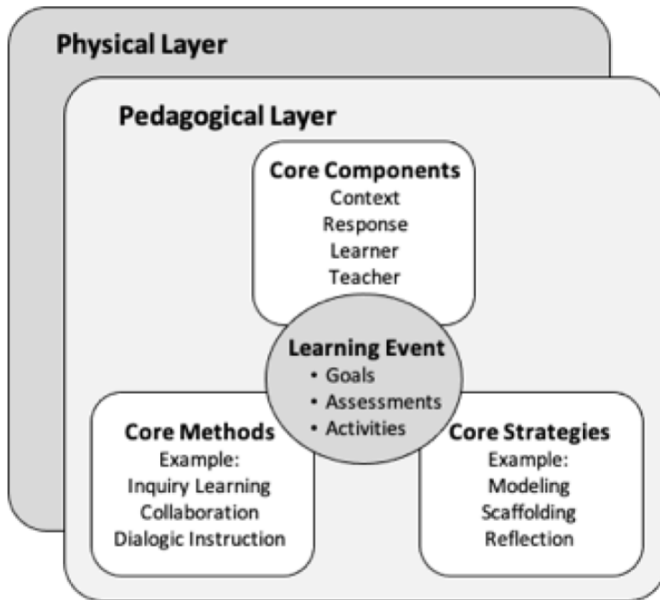 Physical Layer
Pedagogical Layer
Core Components
Context
Response
Learner
Teacher
Learning Event
• Goals
• Assessments
• Activities
Core Methods
Example:
Inquiry Learning
Collaboration
Dialogic Instruction
Core Strategies
Example:
Modeling
Scaffolding
Reflection